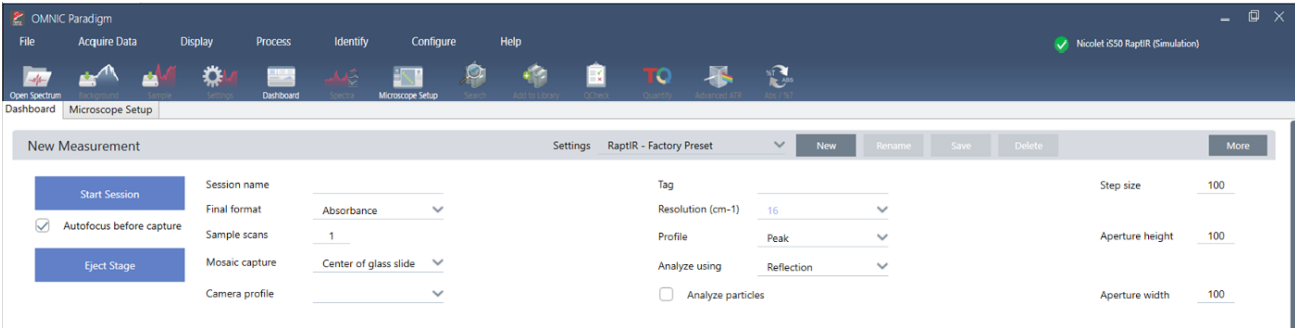 OMNIC Paradigm
File Acquire Data Display Process Identify Configure Help
Nicolet iS50 RaptIR (Simulation)
Open Spectrum Background Sample Settings Dashboard Spectra Microscope Setup Search Add to Library QCheck Quantify Advanced ATR Abs / %T
Dashboard Microscope Setup
New Measurement Settings RaptIR - Factory Preset New Rename Save Delete More
Start Session Session name Tag Step size 100
Final format Absorbance Resolution (cm-1) 16
Autofocus before capture Sample scans 1 Profile Peak Aperture height 100
Eject Stage Mosaic capture Center of glass slide Analyze using Reflection
Camera profile Analyze particles Aperture width 100